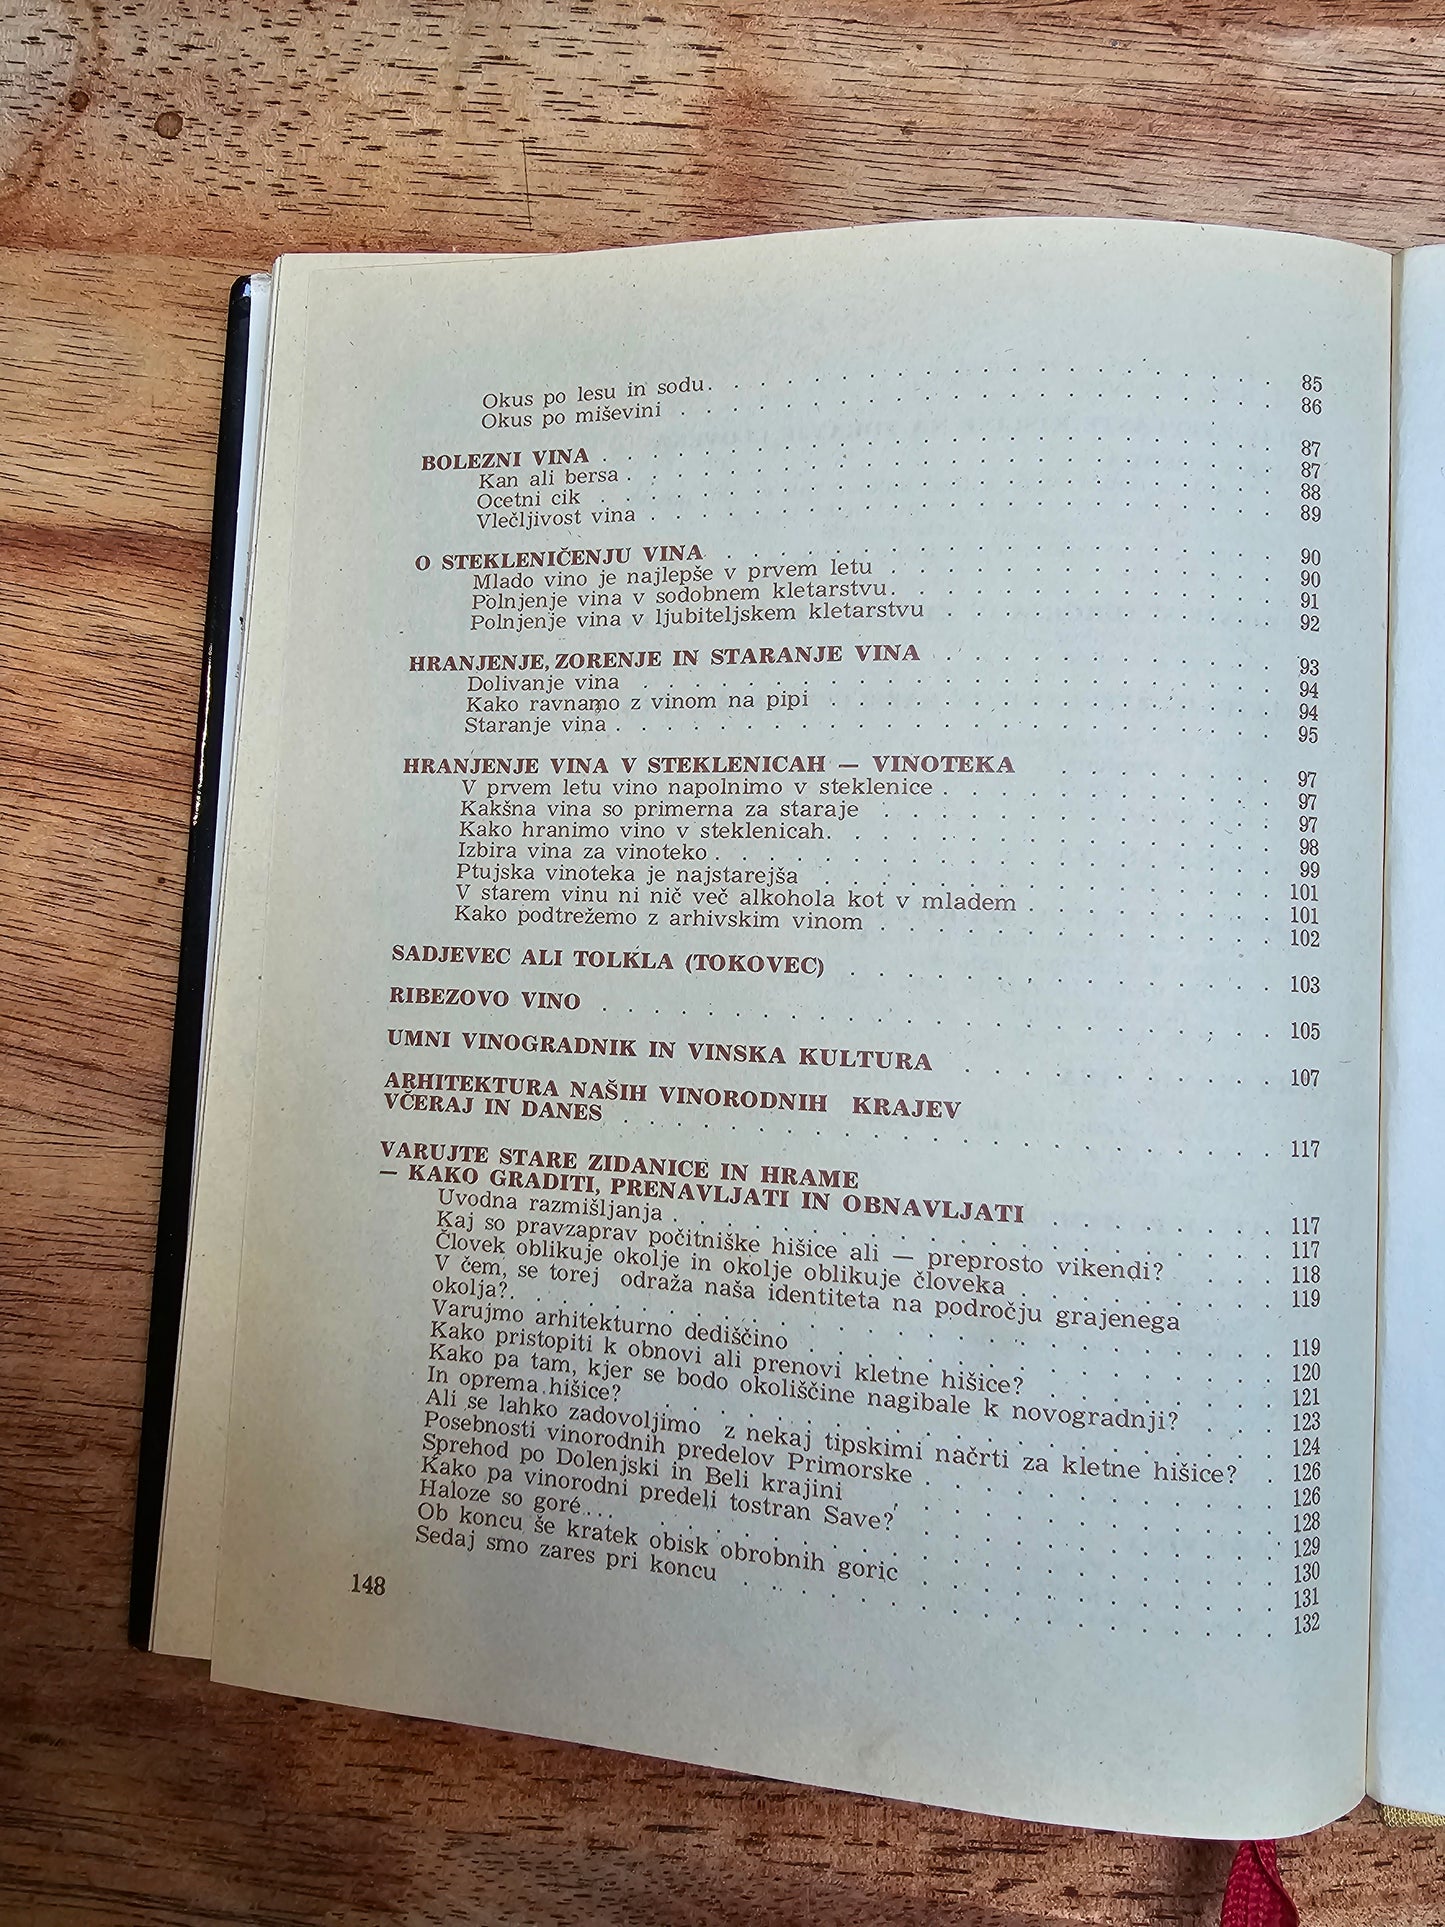 Okus po lesu in sodu . . . . . . . . . . . . . . . . . . . 85
Okus po miševini . . . . . . . . . . . . . . . . . . . . 86
BOLEZNI VINA . . . . . . . . . . . . . . . . . . . . 87
Kan ali bersa . . . . . . . . . . . . . . . . . . . . 87
Ocetni cik . . . . . . . . . . . . . . . . . . . . 88
Vlečljivost vina . . . . . . . . . . . . . . . . . . . . 89
O STEKLENIČENJU VINA . . . . . . . . . . . . . . . . . 90
Mlado vino je najlepše v prvem letu . . . . . . . . . . . . 90
Polnjenje vina v sodobnem kletarstvu . . . . . . . . . . . . 91
Polnjenje vina v ljubiteljskem kletarstvu . . . . . . . . . . . 92
HRANJENJE, ZORENJE IN STARANJE VINA . . . . . . . . . . 93
Dolivanje vina . . . . . . . . . . . . . . . . . . . . 94
Kako ravnamo z vinom na pipi . . . . . . . . . . . . . . 94
Staranje vina . . . . . . . . . . . . . . . . . . . . 95
HRANJENJE VINA V STEKLENICAH — VINOTEKA . . . . . . . 97
V prvem letu vino napolnimo v steklenice . . . . . . . . . . 97
Kakšna vina so primerna za staraje . . . . . . . . . . . . 97
Kako hranimo vino v steklenicah . . . . . . . . . . . . . 98
Izbira vina za vinoteko . . . . . . . . . . . . . . . . . 99
Ptujska vinoteka je najstarejša . . . . . . . . . . . . . . 101
V starem vinu ni nič več alkohola kot v mladem . . . . . . . . 101
Kako podtrežemo z arhivskim vinom . . . . . . . . . . . . 102
SADJEVEC ALI TOLKLA (TOKOVEC) . . . . . . . . . . . . . 103
RIBEZOVO VINO . . . . . . . . . . . . . . . . . . . . 105
UMNI VINOGRADNIK IN VINSKA KULTURA . . . . . . . . . . 107
ARHITEKTURA NAŠIH VINORODNIH KRAJEV
VČERAJ IN DANES . . . . . . . . . . . . . . . . . . . 117
VARUJTE STARE ZIDANICE IN HRAME
— KAKO GRADITI, PRENAVLJATI IN OBNAVLJATI . . . . . . . 117
Uvodna razmišljanja . . . . . . . . . . . . . . . . . . 117
Kaj so pravzaprav počitniške hišice ali — preprosto vikendi? . . . 118
Človek oblikuje okolje in okolje oblikuje človeka . . . . . . . . 119
V čem, se torej odraža naša identiteta na področju grajenega
okolja? . . . . . . . . . . . . . . . . . . . . . . . 119
Varujmo arhitekturno dediščino . . . . . . . . . . . . . . 120
Kako pristopiti k obnovi ali prenovi kletne hišice? . . . . . . . 121
Kako pa tam, kjer se bodo okoliščine nagibale k novogradnji? . . . 123
In oprema hišice? . . . . . . . . . . . . . . . . . . . 124
Ali se lahko zadovoljimo z nekaj tipskimi načrti za kletne hišice? . 126
Posebnosti vinorodnih predelov Primorske . . . . . . . . . . 126
Sprehod po Dolenjski in Beli krajini . . . . . . . . . . . . 128
Kako pa vinorodni predeli tostran Save? . . . . . . . . . . . 129
Haloze so goré . . . . . . . . . . . . . . . . . . . . 130
Ob koncu še kratek obisk obrobnih goric . . . . . . . . . . 131
Sedaj smo zares pri koncu . . . . . . . . . . . . . . . . 132
148